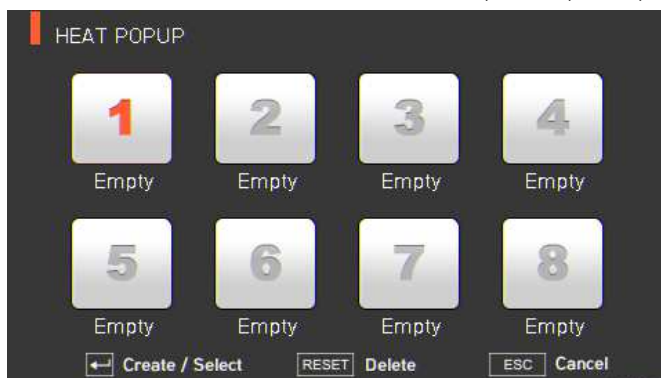 HEAT POPUP
1 2 3 4
Empty Empty Empty Empty
5 6 7 8
Empty Empty Empty Empty
↵ Create / Select RESET Delete ESC Cancel